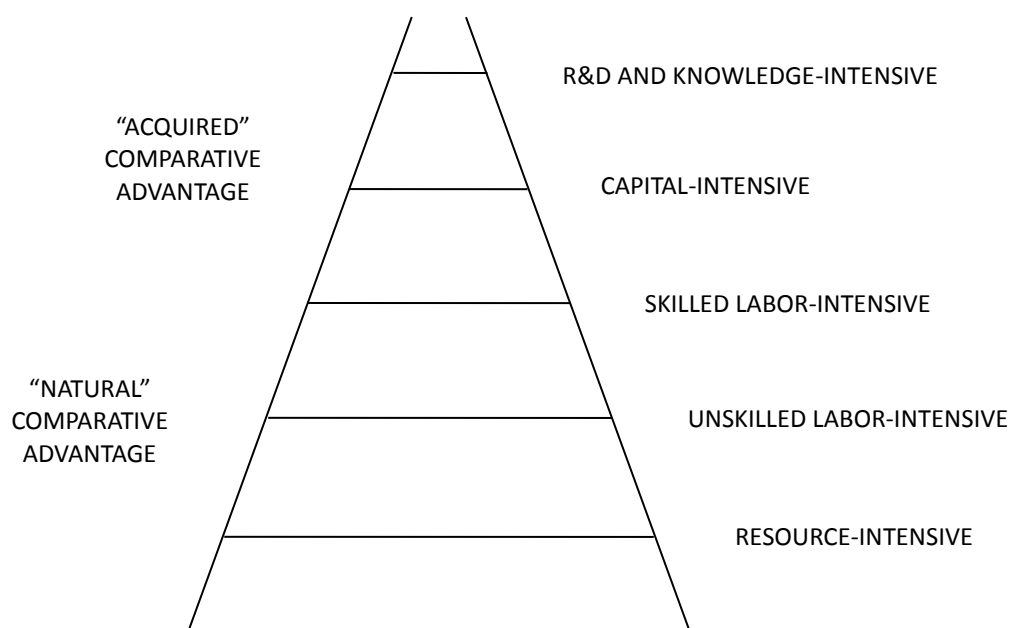 R&D AND KNOWLEDGE-INTENSIVE
“ACQUIRED”
COMPARATIVE
ADVANTAGE
CAPITAL-INTENSIVE
SKILLED LABOR-INTENSIVE
“NATURAL”
COMPARATIVE
ADVANTAGE
UNSKILLED LABOR-INTENSIVE
RESOURCE-INTENSIVE